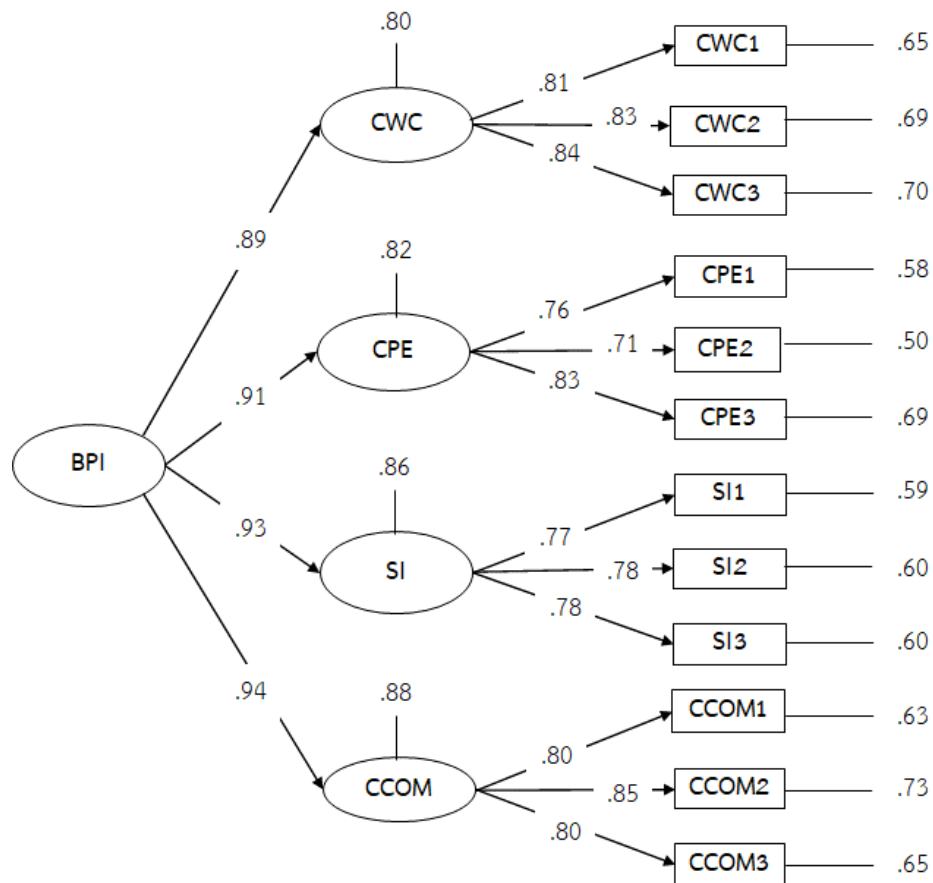 .80
CWC1
.65
.81
CWC
.83
CWC2
.69
.84
CWC3
.70
.89
.82
CPE1
.58
.76
CPE
.71
CPE2
.50
.83
.91
CPE3
.69
BPI
.86
SI1
.59
.93
.77
SI
.78
SI2
.60
.78
SI3
.60
.94
.88
CCOM1
.63
.80
CCOM
.85
CCOM2
.73
.80
CCOM3
.65